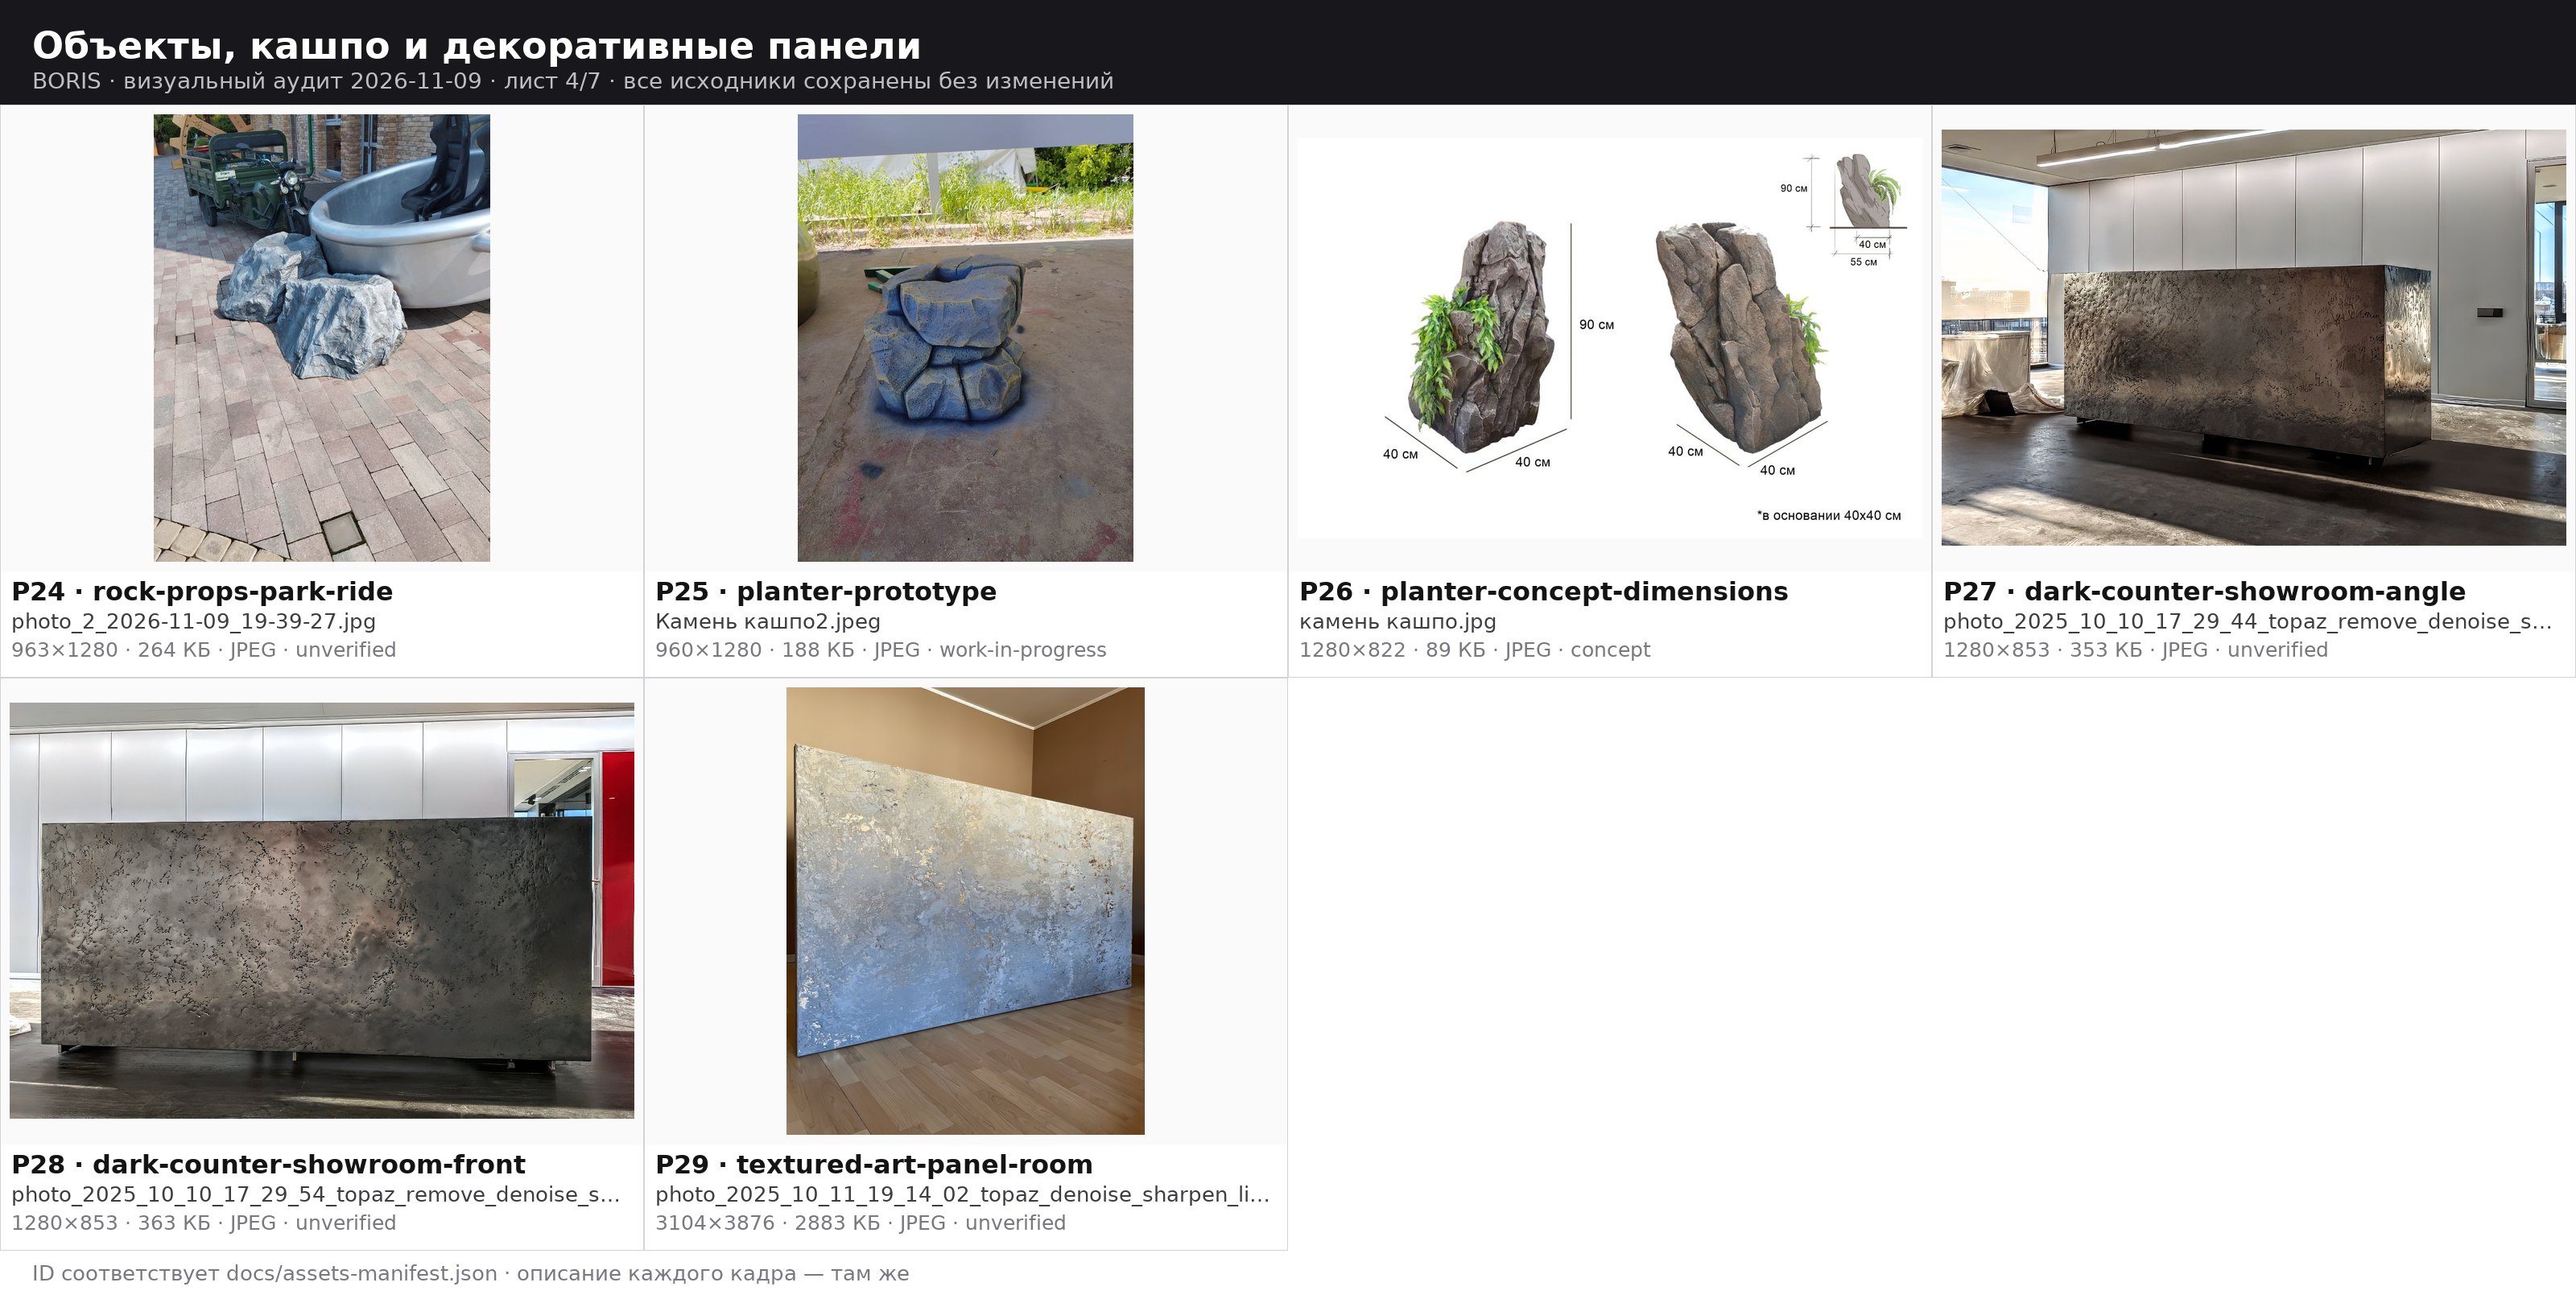 Объекты, кашпо и декоративные панели
BORIS · визуальный аудит 2026-11-09 · лист 4/7 · все исходники сохранены без изменений
90 см
40 см
55 см
90 см
40 см
40 см
40 см
40 см
*в основании 40х40 см
P24 · rock-props-park-ride
photo_2_2026-11-09_19-39-27.jpg
963×1280 · 264 КБ · JPEG · unverified
P25 · planter-prototype
Камень кашпо2.jpeg
960×1280 · 188 КБ · JPEG · work-in-progress
P26 · planter-concept-dimensions
камень кашпо.jpg
1280×822 · 89 КБ · JPEG · concept
P27 · dark-counter-showroom-angle
photo_2025_10_10_17_29_44_topaz_remove_denoise_s…
1280×853 · 353 КБ · JPEG · unverified
P28 · dark-counter-showroom-front
photo_2025_10_10_17_29_54_topaz_remove_denoise_s…
1280×853 · 363 КБ · JPEG · unverified
P29 · textured-art-panel-room
photo_2025_10_11_19_14_02_topaz_denoise_sharpen_li…
3104×3876 · 2883 КБ · JPEG · unverified
ID соответствует docs/assets-manifest.json · описание каждого кадра — там же